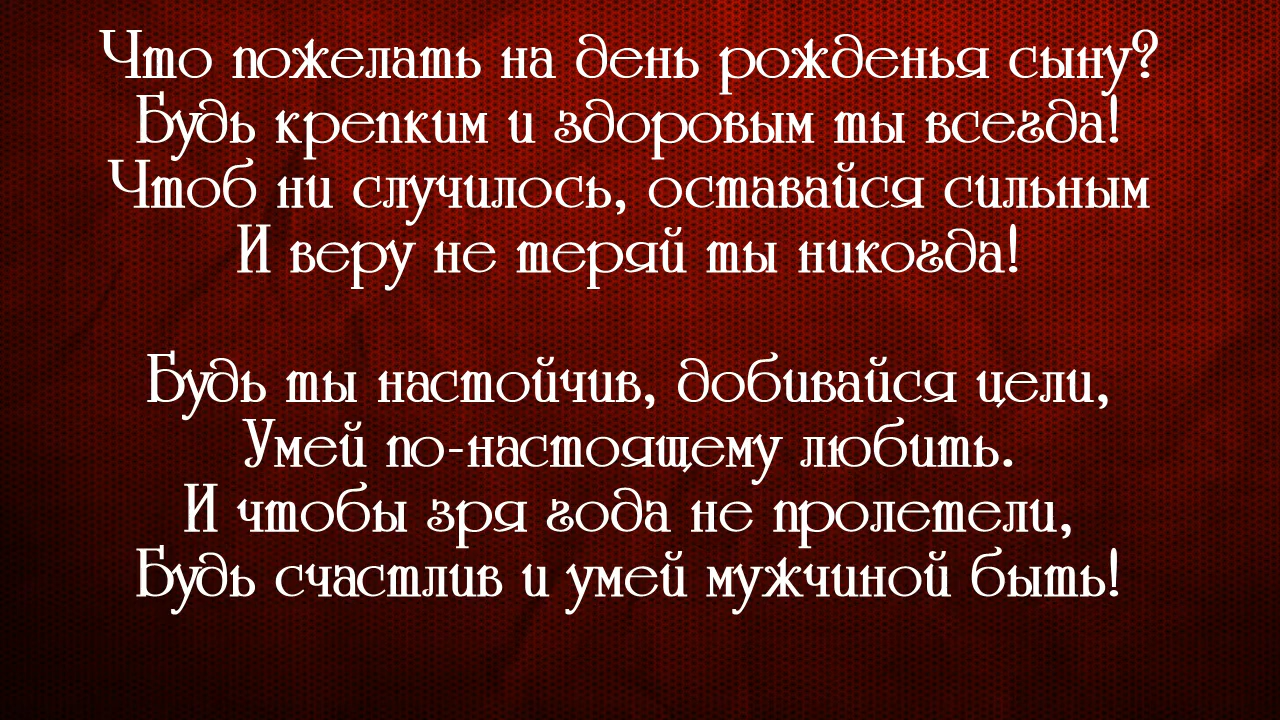 Что пожелать на день рожденья сыну?
Будь крепким и здоровым ты всегда!
Чтоб ни случилось, оставайся сильным
И веру не теряй ты никогда!
Будь ты настойчив, добивайся цели,
Умей по-настоящему любить.
И чтобы зря года не пролетели,
Будь счастлив и умей мужчиной быть!